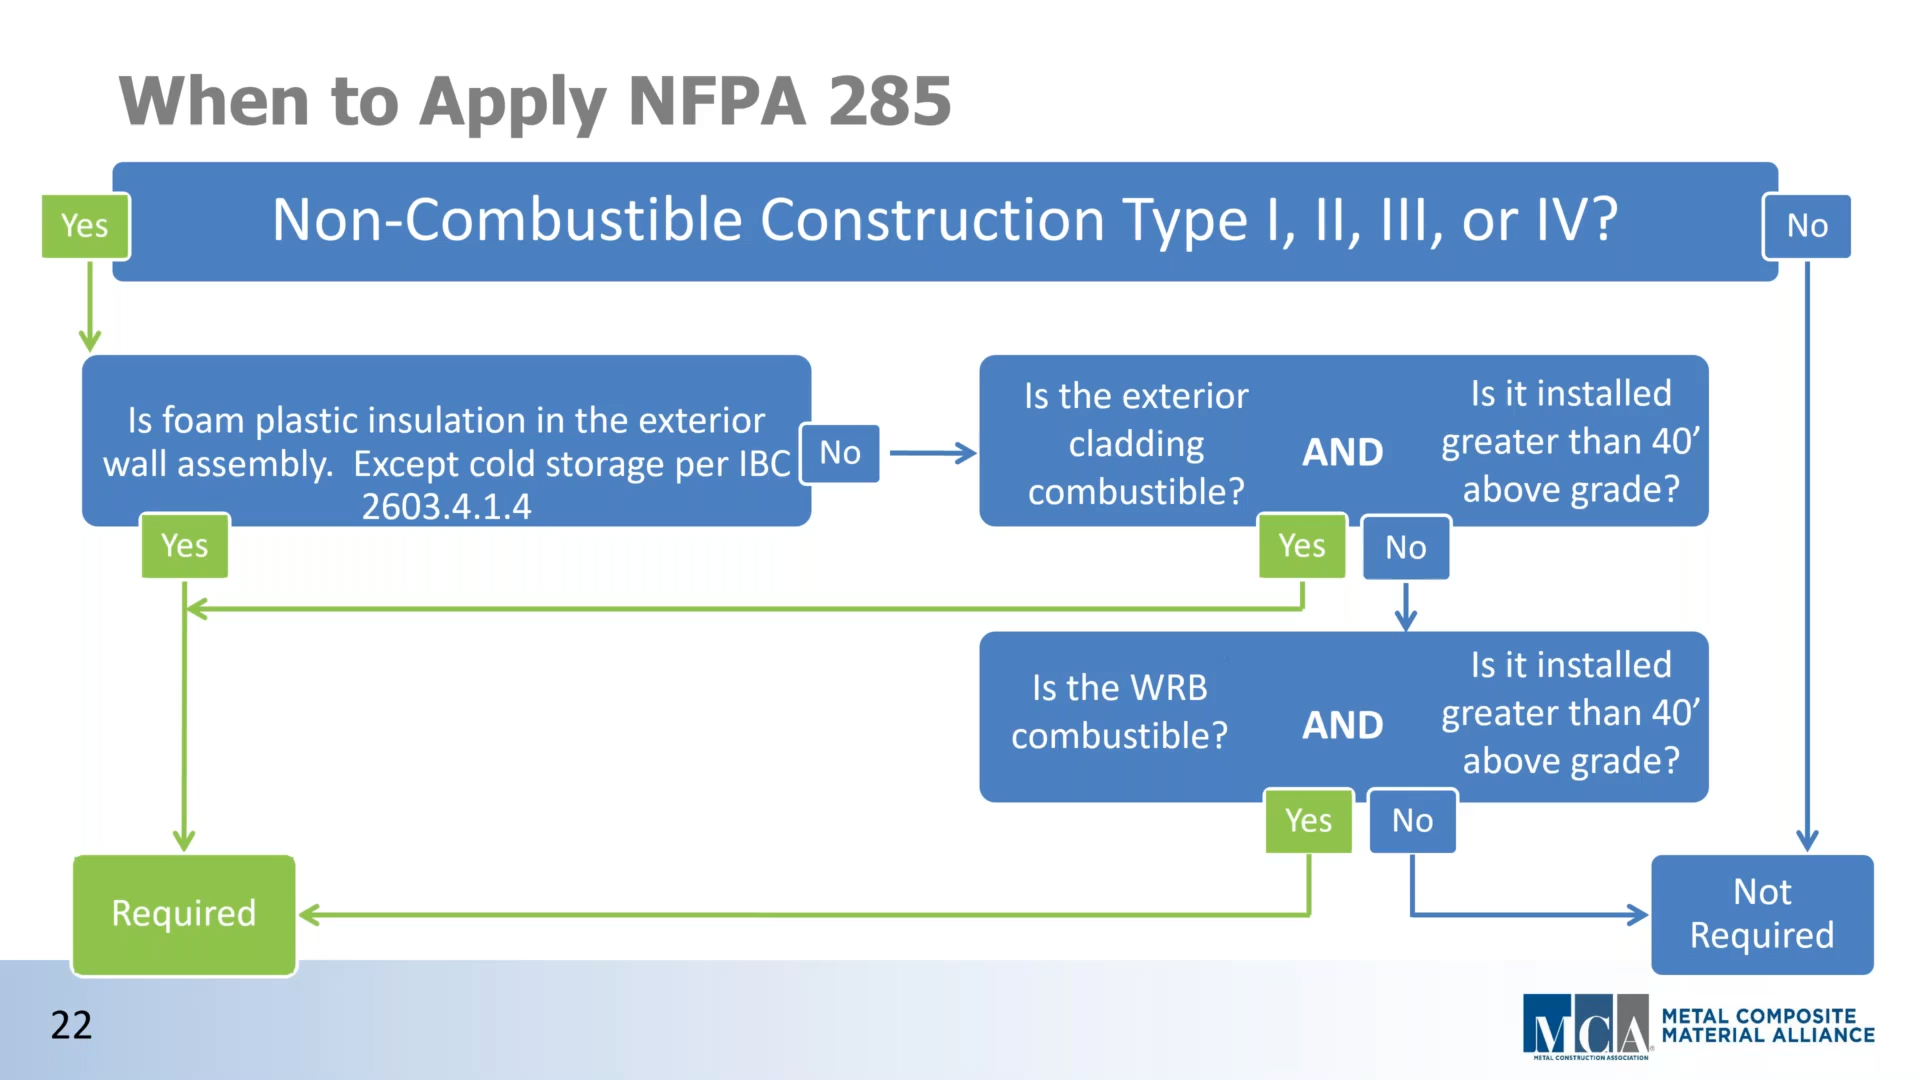 When to Apply NFPA 285
Yes
Non-Combustible Construction Type I, II, III, or IV?
No
Is foam plastic insulation in the exterior
wall assembly. Except cold storage per IBC
2603.4.1.4
No
Yes
Is the exterior
cladding
combustible?
AND
Is it installed
greater than 40’
above grade?
Yes
No
Is the WRB
combustible?
AND
Is it installed
greater than 40’
above grade?
Yes
No
Required
Not
Required
22
MCA
METAL CONSTRUCTION ASSOCIATION
METAL COMPOSITE
MATERIAL ALLIANCE